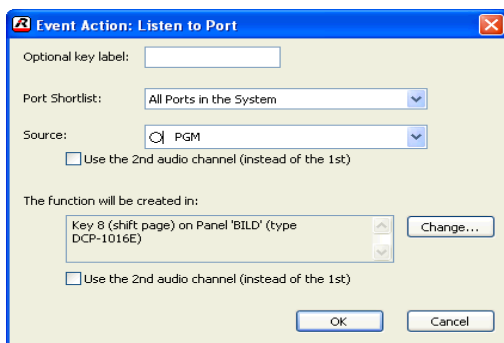 Event Action: Listen to Port
Optional key label:
Port Shortlist: All Ports in the System
Source: PGM
Use the 2nd audio channel (instead of the 1st)
The function will be created in:
Key 8 (shift page) on Panel 'BILD' (type
DCP-1016E)
Change...
Use the 2nd audio channel (instead of the 1st)
OK Cancel